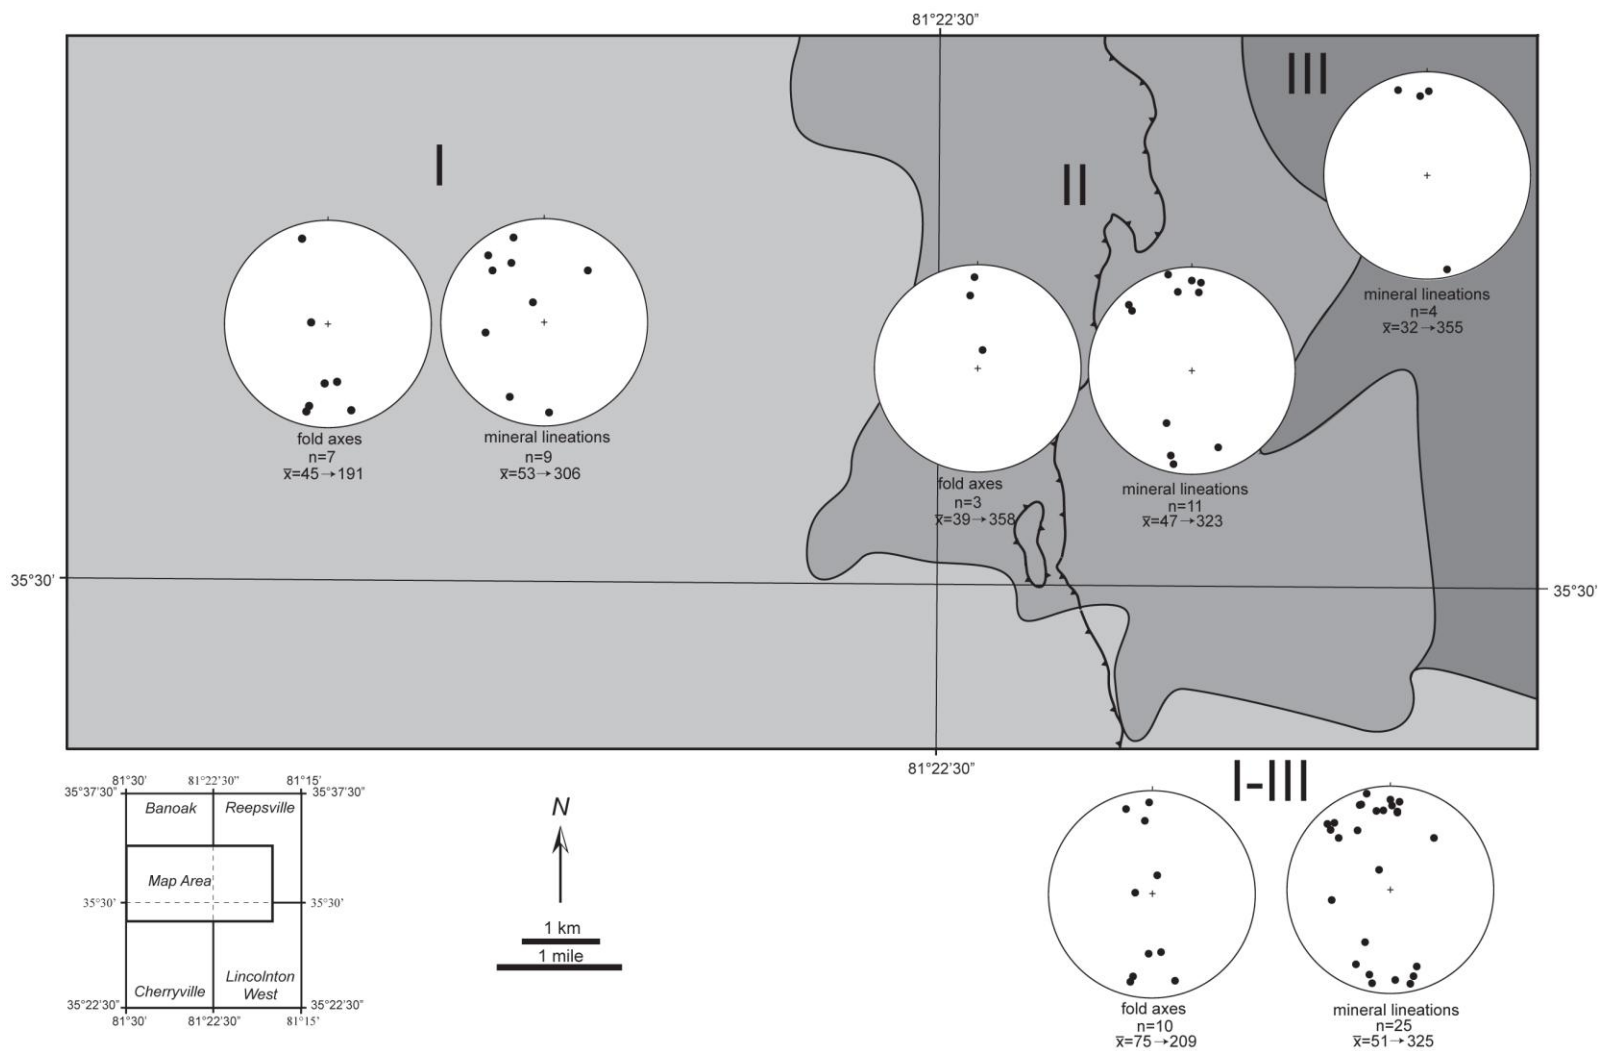 81°22'30"
III
I
II
mineral lineations
n=4
x̅=32→355
fold axes
n=7
x̅=45→191
mineral lineations
n=9
x̅=53→306
fold axes
n=3
x̅=39→358
mineral lineations
n=11
x̅=47→323
35°30'
35°30'
81°22'30"
I-III
81°30'
81°22'30"
81°15'
35°37'30"
35°37'30"
Banoak
Reepsville
Map Area
35°30'
35°30'
Cherryville
Lincolnton
West
35°22'30"
35°22'30"
81°30'
81°22'30"
81°15'
N
1 km
1 mile
fold axes
n=10
x̅=75→209
mineral lineations
n=25
x̅=51→325